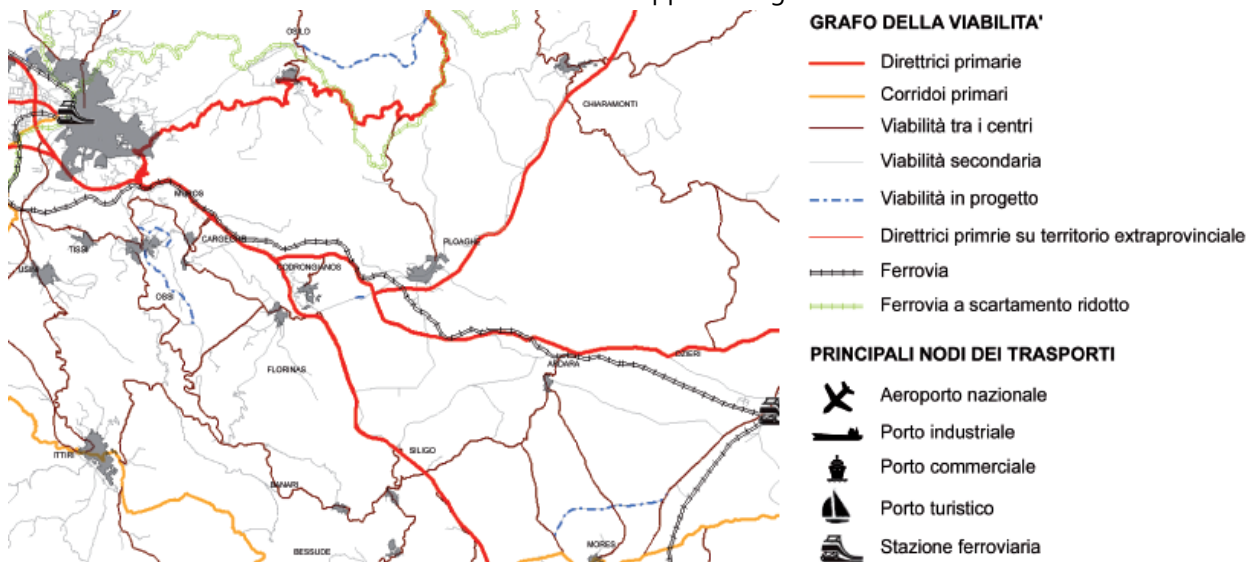 OSILO
CHIARAMONTI
MUROS
CARGEGHE
PLOAGHE
TISSI
CODRONGIANOS
USINI
OSSI
OZIERI
ARDARA
FLORINAS
SILIGO
ITTIRI
BANARI
BESSUDE
MORES
GRAFO DELLA VIABILITA'
Direttrici primarie
Corridoi primari
Viabilità tra i centri
Viabilità secondaria
Viabilità in progetto
Direttrici primrie su territorio extraprovinciale
Ferrovia
Ferrovia a scartamento ridotto
PRINCIPALI NODI DEI TRASPORTI
Aeroporto nazionale
Porto industriale
Porto commerciale
Porto turistico
Stazione ferroviaria